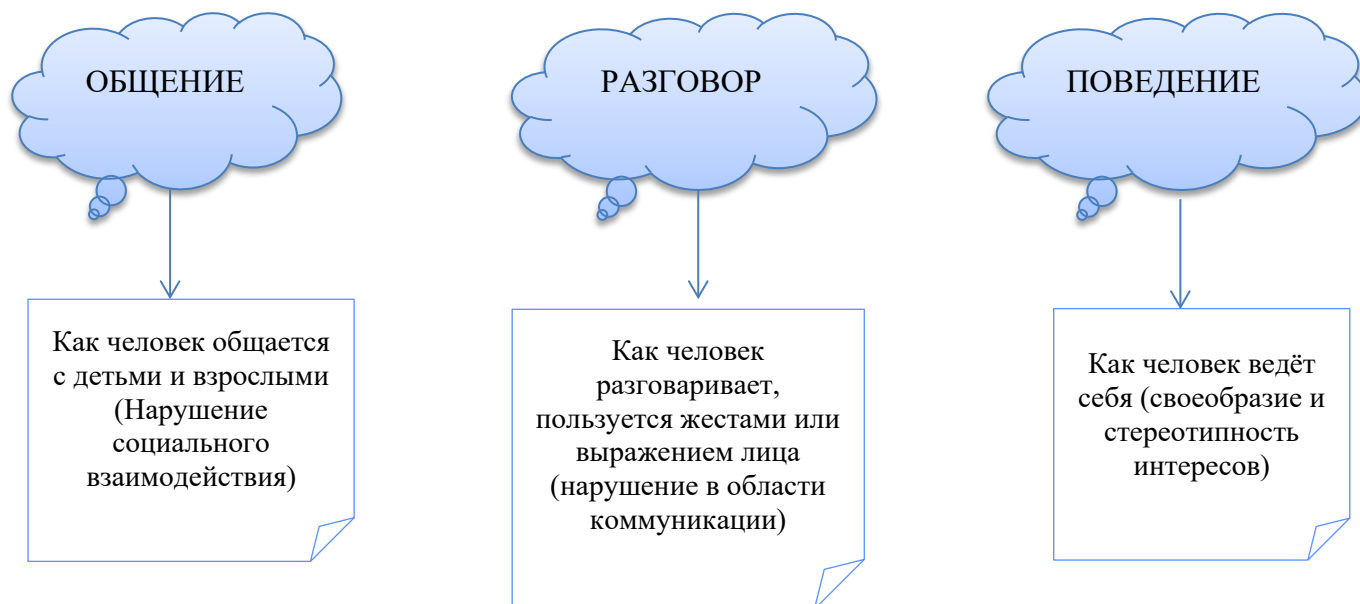 ОБЩЕНИЕ
РАЗГОВОР
ПОВЕДЕНИЕ
Как человек общается
с детьми и взрослыми
(Нарушение
социального
взаимодействия)
Как человек
разговаривает,
пользуется жестами или
выражением лица
(нарушение в области
коммуникации)
Как человек ведёт
себя (своеобразие и
стереотипность
интересов)